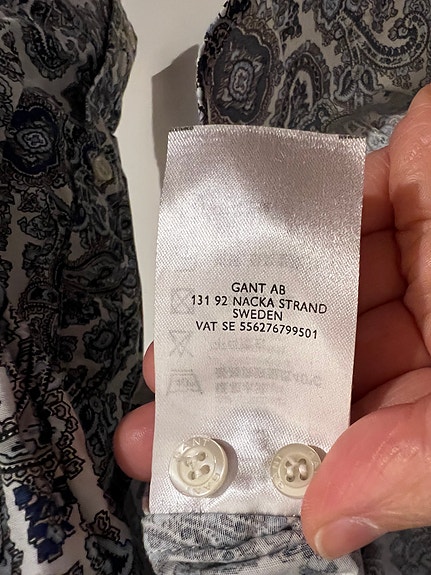 GANT AB
131 92 NACKA STRAND
SWEDEN
VAT SE 556276799501